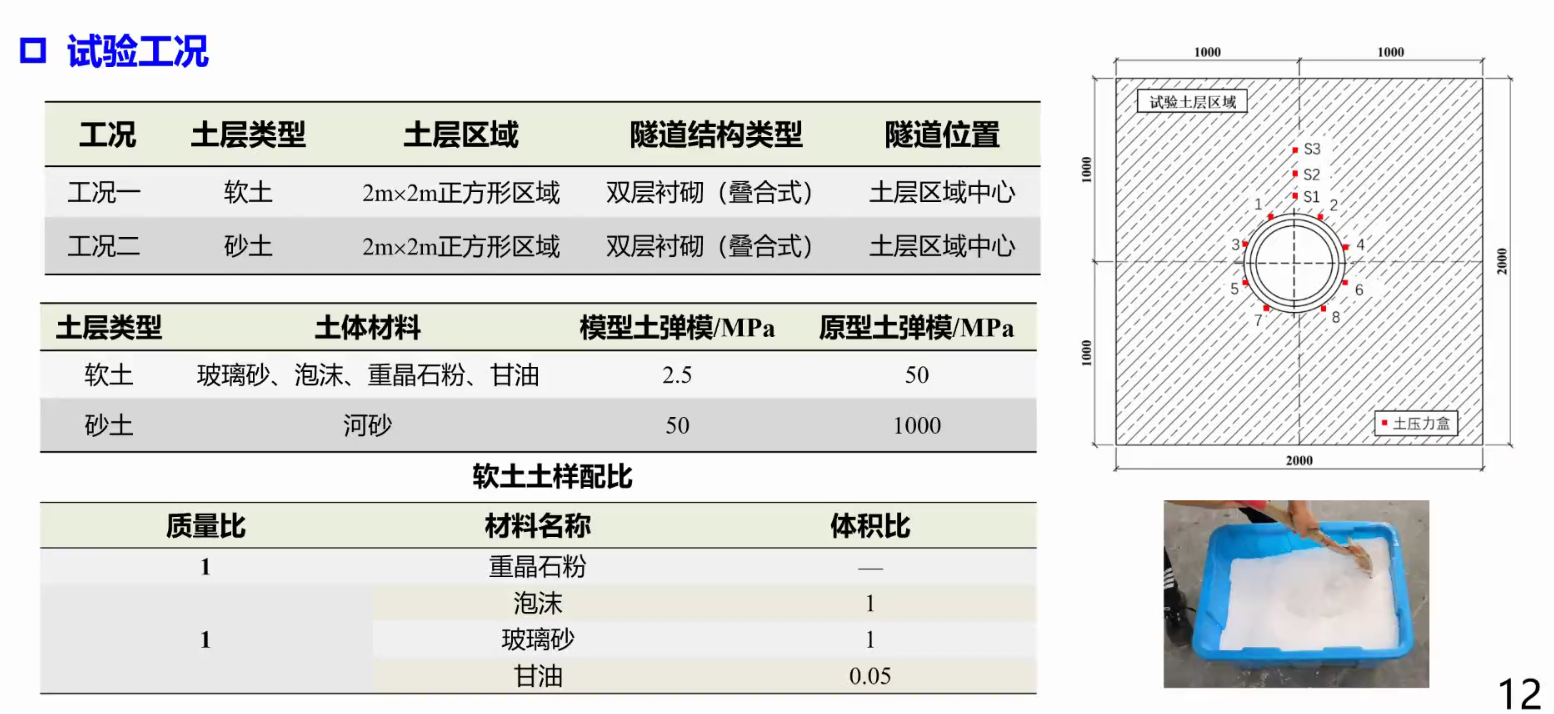 试验工况
工况 土层类型 土层区域 隧道结构类型 隧道位置
工况一 软土 2m×2m正方形区域 双层衬砌（叠合式） 土层区域中心
工况二 砂土 2m×2m正方形区域 双层衬砌（叠合式） 土层区域中心
土层类型 土体材料 模型土弹模/MPa 原型土弹模/MPa
软土 玻璃砂、泡沫、重晶石粉、甘油 2.5 50
砂土 河砂 50 1000
软土土样配比
质量比 材料名称 体积比
1 重晶石粉 —
泡沫 1
1 玻璃砂 1
甘油 0.05
1000 1000
试验土层区域
S3
1000
S2
S1
1 2
3 4
2000
5 6
7 8
1000
土压力盒
2000
12